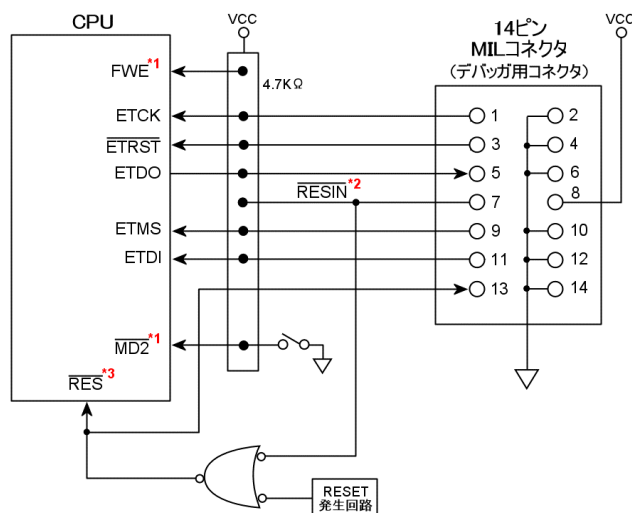 CPU
VCC
14ピン
MILコネクタ
(デバッガ用コネクタ)
VCC
FWE*1
4.7KΩ
ETCK
1
2
ETRST
3
4
ETDO
5
6
RESIN*2
7
8
ETMS
9
10
ETDI
11
12
13
14
MD2*1
RES*3
RESET
発生回路